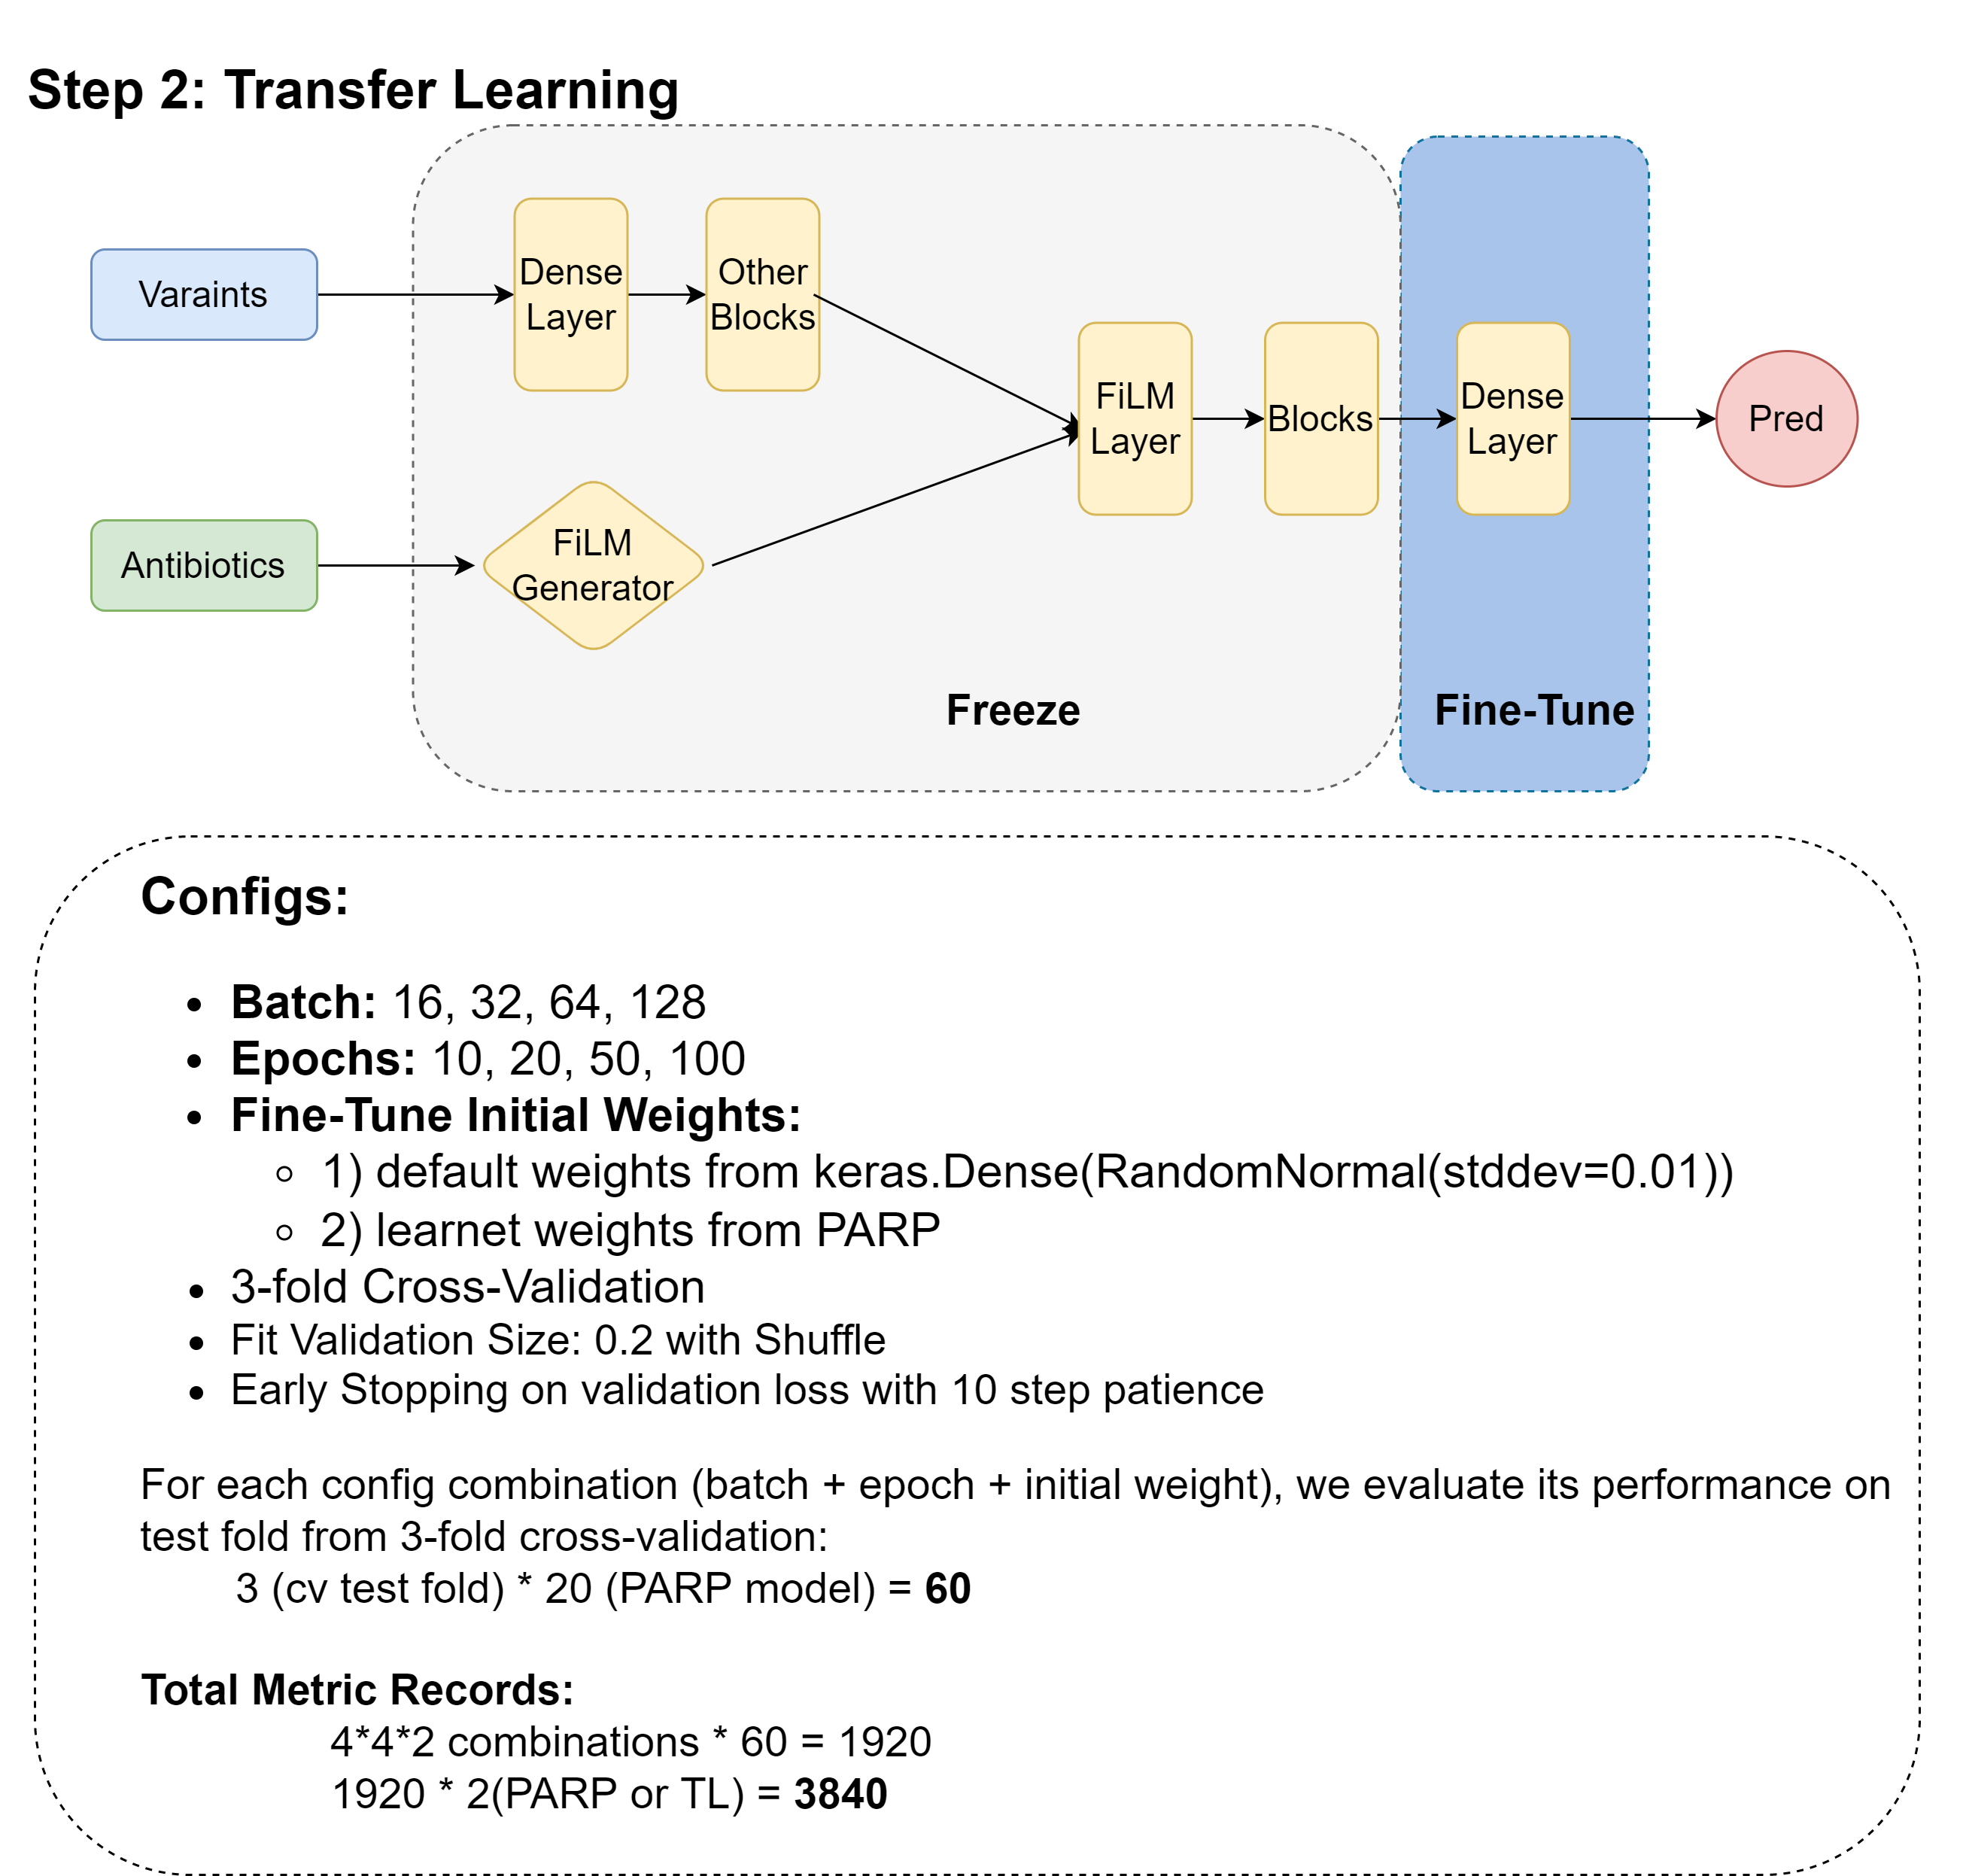 Step 2: Transfer Learning
Varaints
Dense
Layer
Other
Blocks
FiLM
Layer
Blocks
Dense
Layer
Pred
Antibiotics
FiLM
Generator
Freeze
Fine-Tune
Configs:
• Batch: 16, 32, 64, 128
• Epochs: 10, 20, 50, 100
• Fine-Tune Initial Weights:
○ 1) default weights from keras.Dense(RandomNormal(stddev=0.01))
○ 2) learnet weights from PARP
• 3-fold Cross-Validation
• Fit Validation Size: 0.2 with Shuffle
• Early Stopping on validation loss with 10 step patience
For each config combination (batch + epoch + initial weight), we evaluate its performance on
test fold from 3-fold cross-validation:
3 (cv test fold) * 20 (PARP model) = 60
Total Metric Records:
4*4*2 combinations * 60 = 1920
1920 * 2(PARP or TL) = 3840